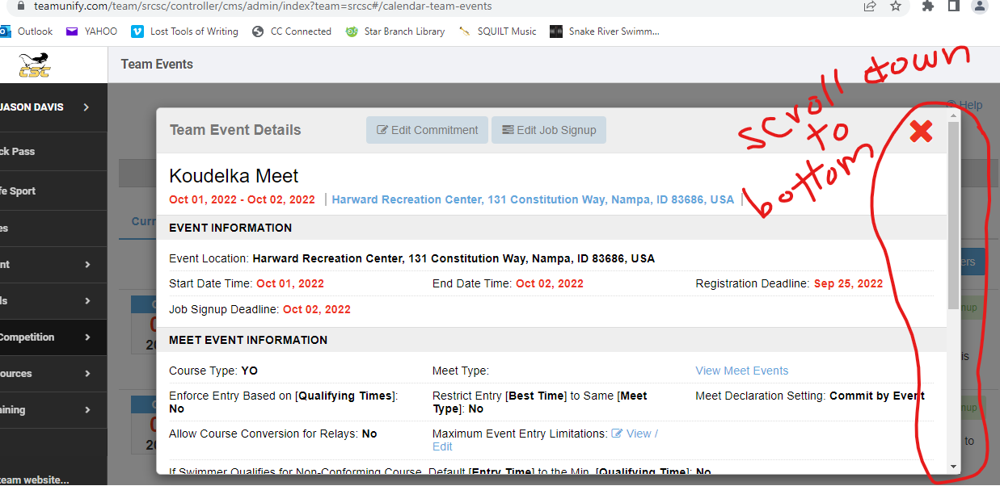 teamunify.com/team/srcsc/controller/cms/admin/index?team=srcsc#/calendar-team-events
Outlook YAHOO Lost Tools of Writing CC Connected Star Branch Library SQUILT Music Snake River Swimm...
CSC
Team Events
JASON DAVIS
Help
scroll down
to
bottom
Team Event Details Edit Commitment Edit Job Signup
ck Pass
Koudelka Meet
fe Sport
Oct 01, 2022 - Oct 02, 2022 | Harward Recreation Center, 131 Constitution Way, Nampa, ID 83686, USA |
Curr
es
EVENT INFORMATION
Event Location: Harward Recreation Center, 131 Constitution Way, Nampa, ID 83686, USA
nt
ers
Start Date Time: Oct 01, 2022 End Date Time: Oct 02, 2022 Registration Deadline: Sep 25, 2022
ls
nup
Job Signup Deadline: Oct 02, 2022
Competition
MEET EVENT INFORMATION
20
is
Course Type: YO Meet Type: View Meet Events
ources
Enforce Entry Based on [Qualifying Times]: No
Restrict Entry [Best Time] to Same [Meet Type]: No
Meet Declaration Setting: Commit by Event
ining
nup
Allow Course Conversion for Relays: No Maximum Event Entry Limitations: View / Edit
20
to
If Swimmer Qualifies for Non-Conforming Course, Default [Entry Time] to the Min. [Qualifying Time]: No
team website...